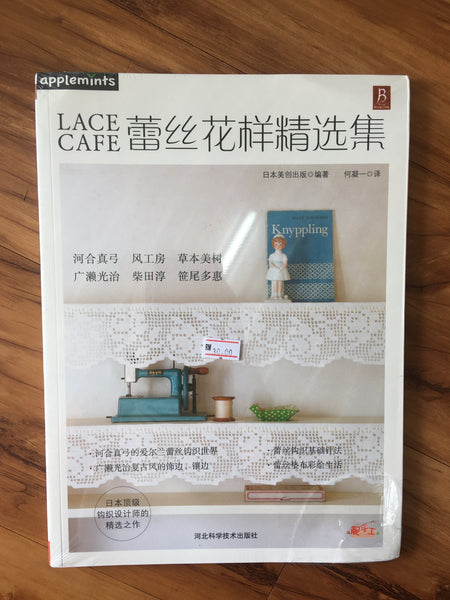 applemints
LACE
CAFE
蕾丝花样精选集
日本美创出版◎编著 何凝一◎译
Knyppling
河合真弓 风工房 草本美树
广濑光治 柴田淳 笹尾多惠
30.00
·河合真弓的爱尔兰蕾丝钩织世界
·蕾丝钩织基础针法
·广濑光治复古风的饰边、镶边
·蕾丝垫布彩绘生活
日本顶级
钩织设计师的
精选之作
河北科学技术出版社
靓手工